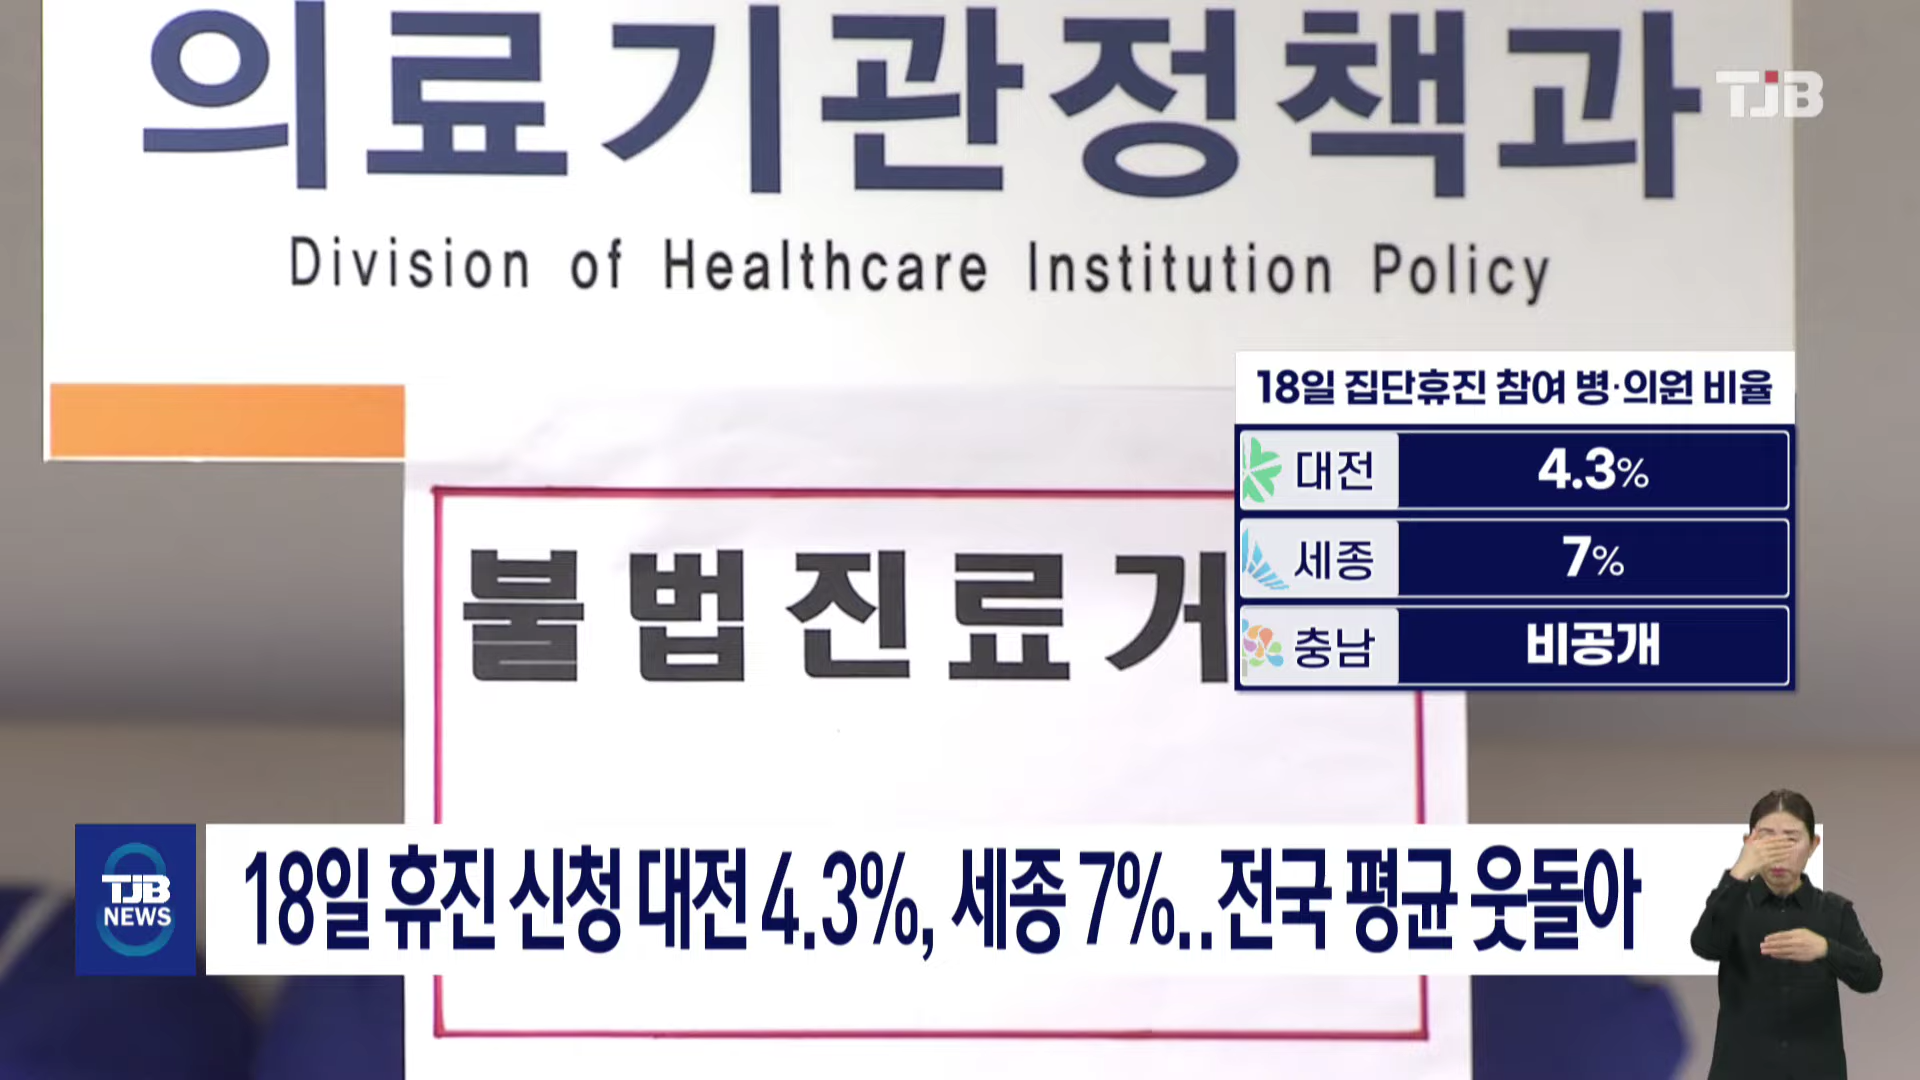 의료기관정책과
TJB
Division of Healthcare Institution Policy
18일 집단휴진 참여 병·의원 비율
대전 4.3%
세종 7%
충남 비공개
불법진료
TJB NEWS
18일 휴진 신청 대전 4.3%, 세종 7%..전국 평균 웃돌아